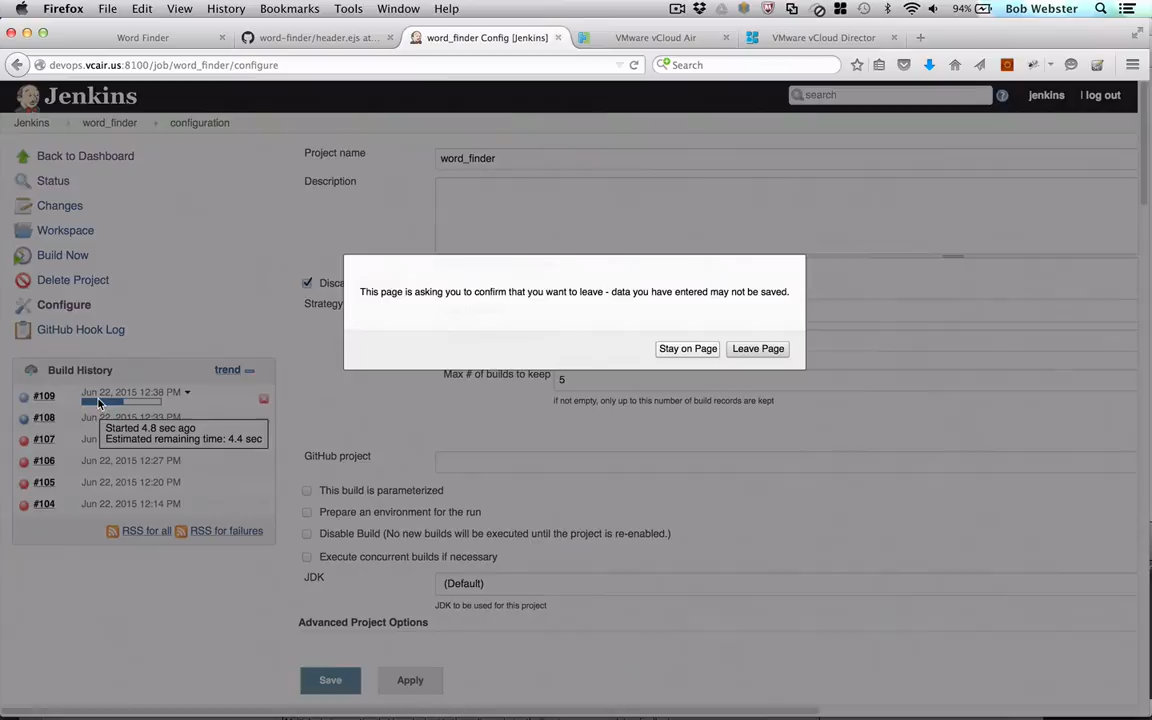 Firefox File Edit View History Bookmarks Tools Window Help 94% Bob Webster
Word Finder × word-finder/header.ejs at... × word_finder Config [Jenkins] × VMware vCloud Air × VMware vCloud Director × +
devops.vcair.us:8100/job/word_finder/configure Search
Jenkins search ? jenkins | log out
Jenkins word_finder configuration
Back to Dashboard
Status
Changes
Workspace
Build Now
Delete Project
Configure
GitHub Hook Log
Build History trend
#109 Jun 22, 2015 12:38 PM
#108 Jun 22, 2015 12:33 PM
#107 Jun
#106 Jun 22, 2015 12:27 PM
#105 Jun 22, 2015 12:20 PM
#104 Jun 22, 2015 12:14 PM
Started 4.8 sec ago
Estimated remaining time: 4.4 sec
RSS for all RSS for failures
Project name word_finder
Description
Disca
Strategy
This page is asking you to confirm that you want to leave - data you have entered may not be saved.
Stay on Page Leave Page
Max # of builds to keep 5
if not empty, only up to this number of build records are kept
GitHub project
This build is parameterized
Prepare an environment for the run
Disable Build (No new builds will be executed until the project is re-enabled.)
Execute concurrent builds if necessary
JDK (Default)
JDK to be used for this project
Advanced Project Options
Save Apply